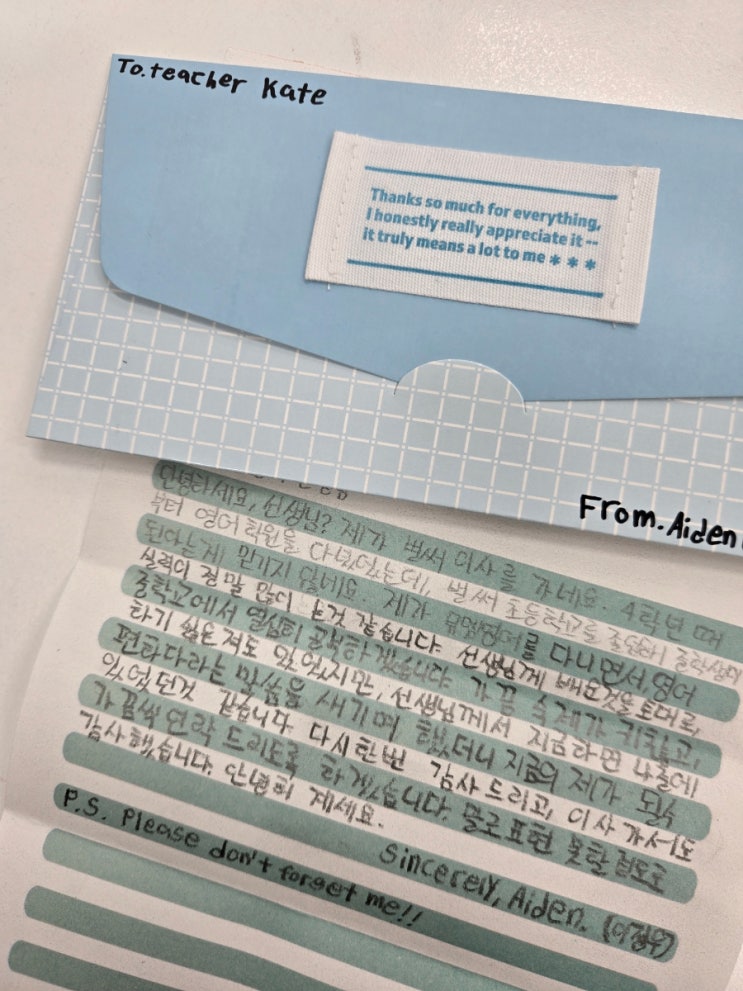 To. teacher Kate
Thanks so much for everything,
I honestly really appreciate it --
it truly means a lot to me * * *
From. Aiden
안녕하세요, 선생님? 제가 벌써 이사를 가네요. 4학년 때
부터 영어학원을 다녔었는데, 벌써 초등학교를 졸업하고 중학생이
된다는게 믿기지 않네요. 제가 다니면서, 영어
실력이 정말 많이 는것 같습니다. 선생님께 배운것을 토대로,
중학교에서 열심히 공부하겠습니다. 가끔 숙제가 귀찮고,
하기 싫은적도 있었지만, 선생님께서 지금하라면 나중에
편하다라는 말씀을 새기며 했더니 지금의 제가 될수
있었던것 같습니다. 다시한번 감사드리고, 이사 가서도
가끔씩 연락 드리도록 하겠습니다. 말로 표현 못할 정도로
감사했습니다. 안녕히 계세요.
Sincerely, Aiden.
P.S. Please don't forget me!!